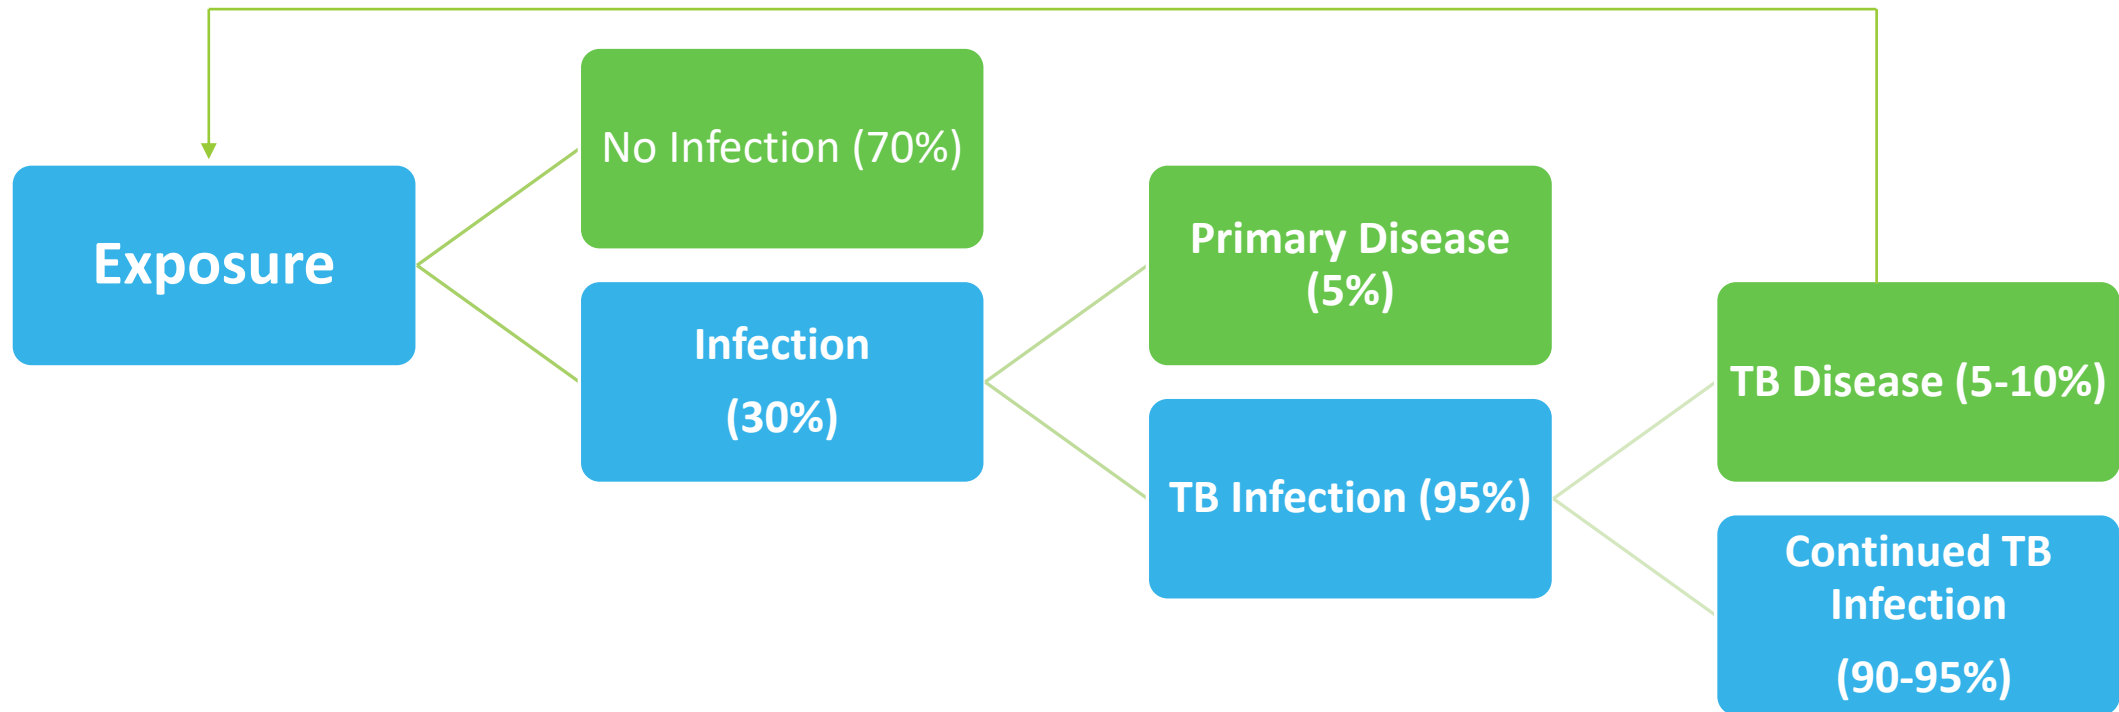 Exposure
No Infection (70%)
Infection
(30%)
Primary Disease
(5%)
TB Infection (95%)
TB Disease (5-10%)
Continued TB
Infection
(90-95%)